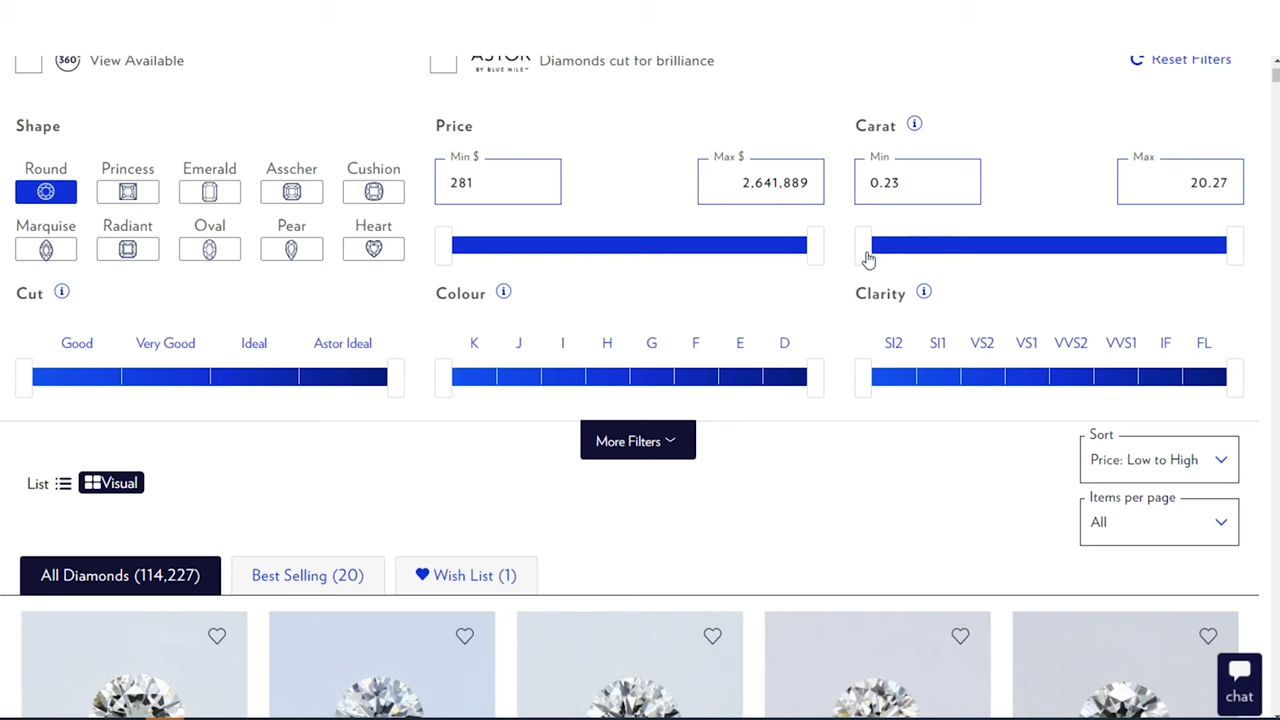 360°
View Available
ASTOR
BY BLUE NILE™
Diamonds cut for brilliance
Reset Filters
Shape
Price
Carat
Round
Princess
Emerald
Asscher
Cushion
Min $
281
Max $
2,641,889
Min
0.23
Max
20.27
Marquise
Radiant
Oval
Pear
Heart
Cut
Colour
Clarity
Good
Very Good
Ideal
Astor Ideal
K
J
I
H
G
F
E
D
SI2
SI1
VS2
VS1
VVS2
VVS1
IF
FL
More Filters
Sort
Price: Low to High
List
Visual
Items per page
All
All Diamonds (114,227)
Best Selling (20)
Wish List (1)
chat